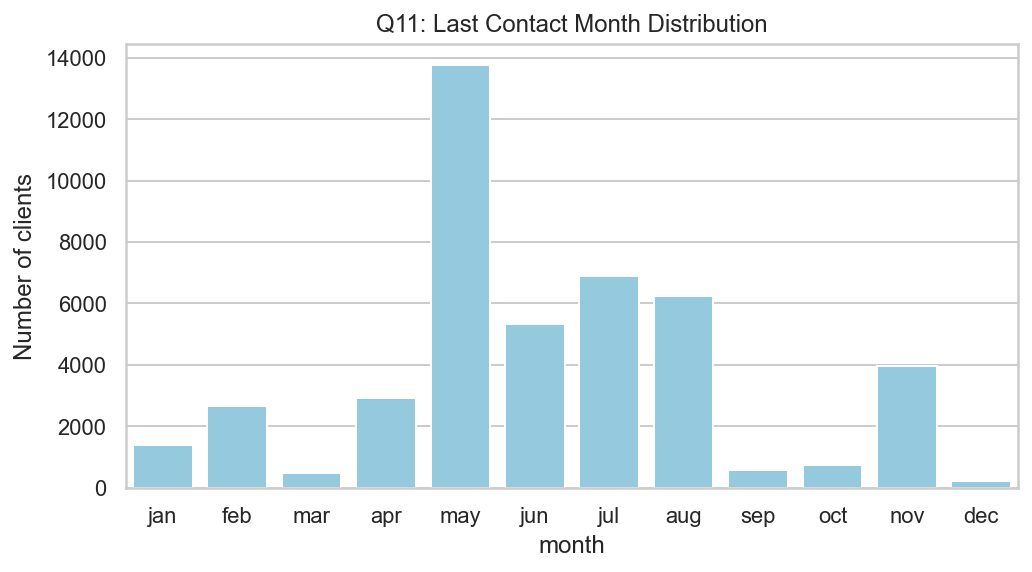 Q11: Last Contact Month Distribution
Number of clients
14000
12000
10000
8000
6000
4000
2000
0
jan feb mar apr may jun jul aug sep oct nov dec
month